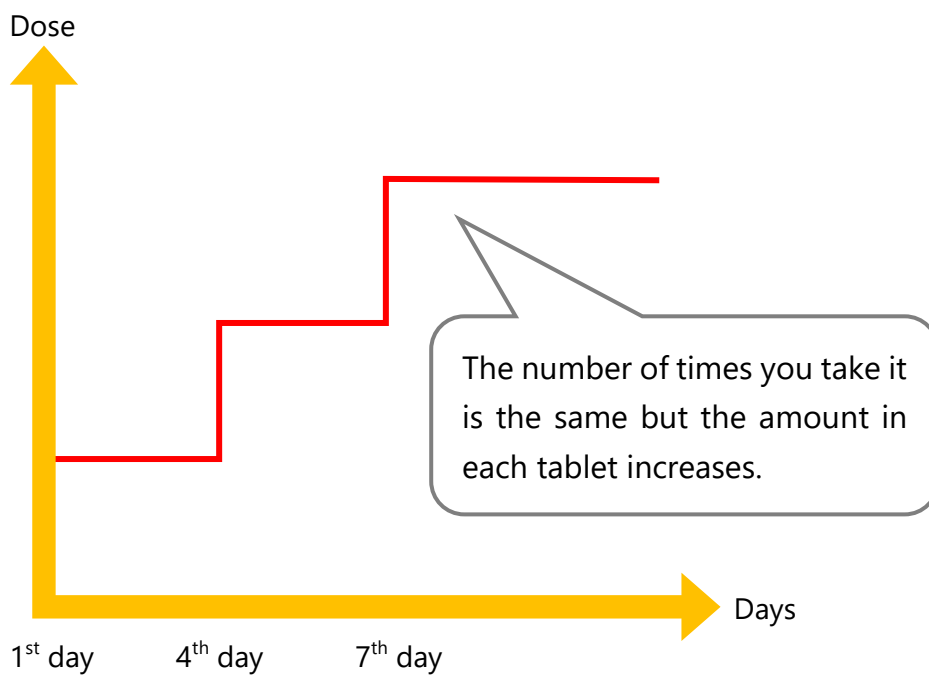 Dose
The number of times you take it
is the same but the amount in
each tablet increases.
Days
1st day 4th day 7th day